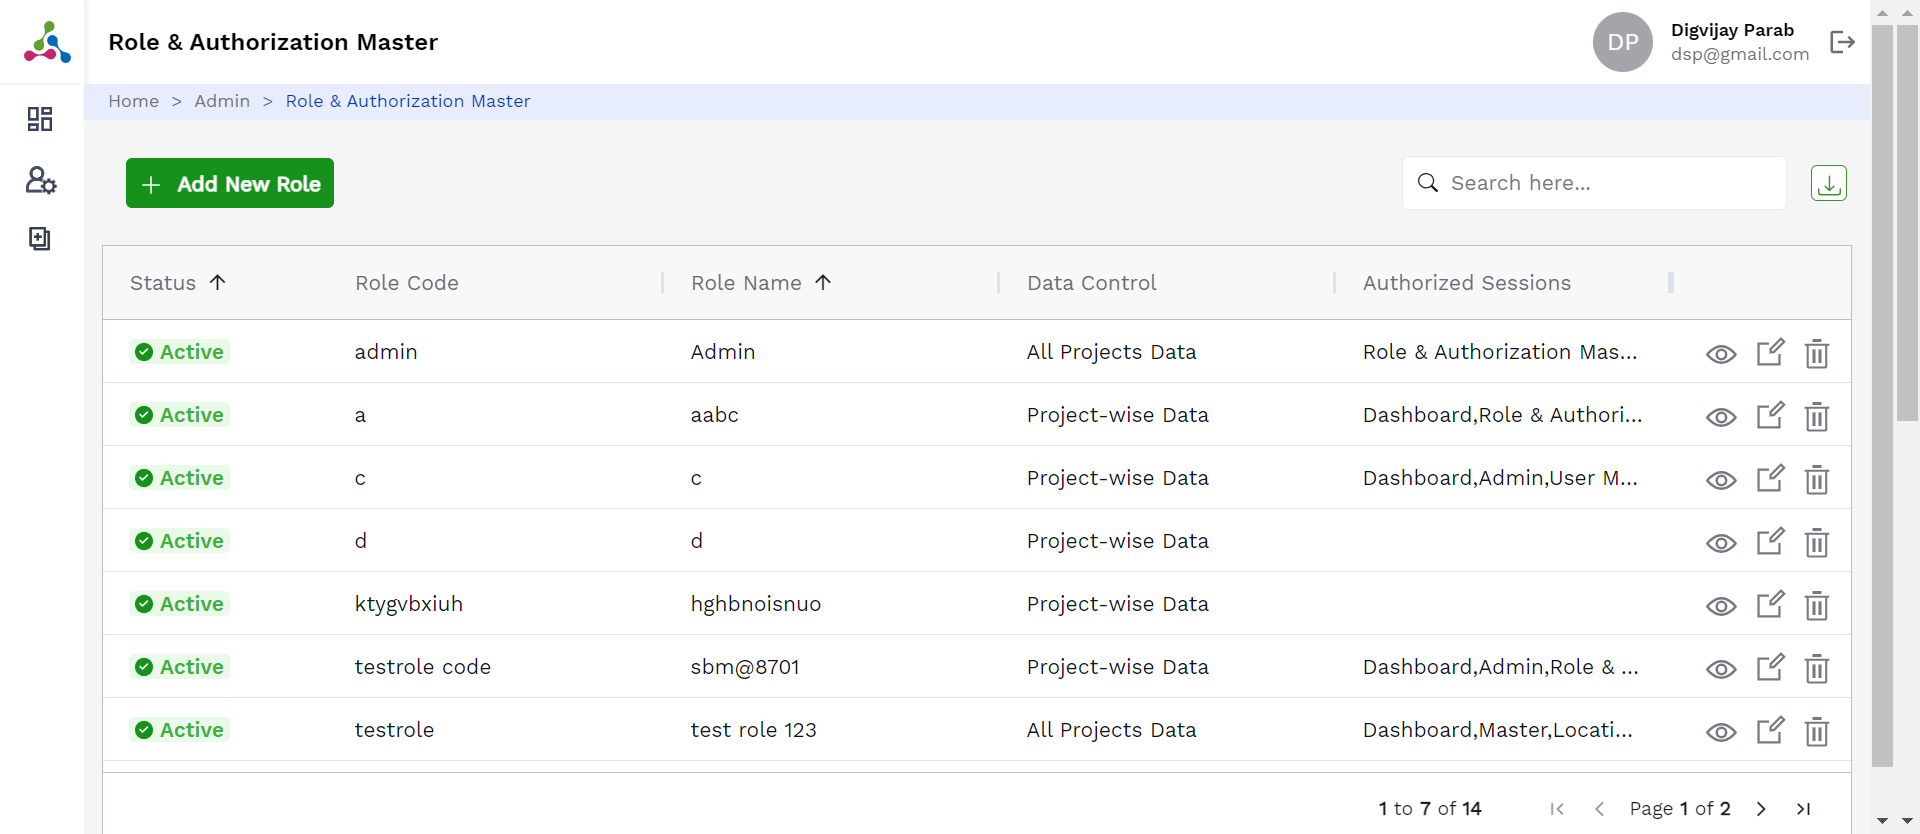 Role & Authorization Master
DP
Digvijay Parab
dsp@gmail.com
Home > Admin > Role & Authorization Master
Add New Role
Search here...
Status Role Code Role Name Data Control Authorized Sessions
Active admin Admin All Projects Data Role & Authorization Mas...
Active a aabc Project-wise Data Dashboard,Role & Authori...
Active c c Project-wise Data Dashboard,Admin,User M...
Active d d Project-wise Data
Active ktygvbxiuh hghbnoisnuo Project-wise Data
Active testrole code sbm@8701 Project-wise Data Dashboard,Admin,Role & ...
Active testrole test role 123 All Projects Data Dashboard,Master,Locati...
1 to 7 of 14 Page 1 of 2